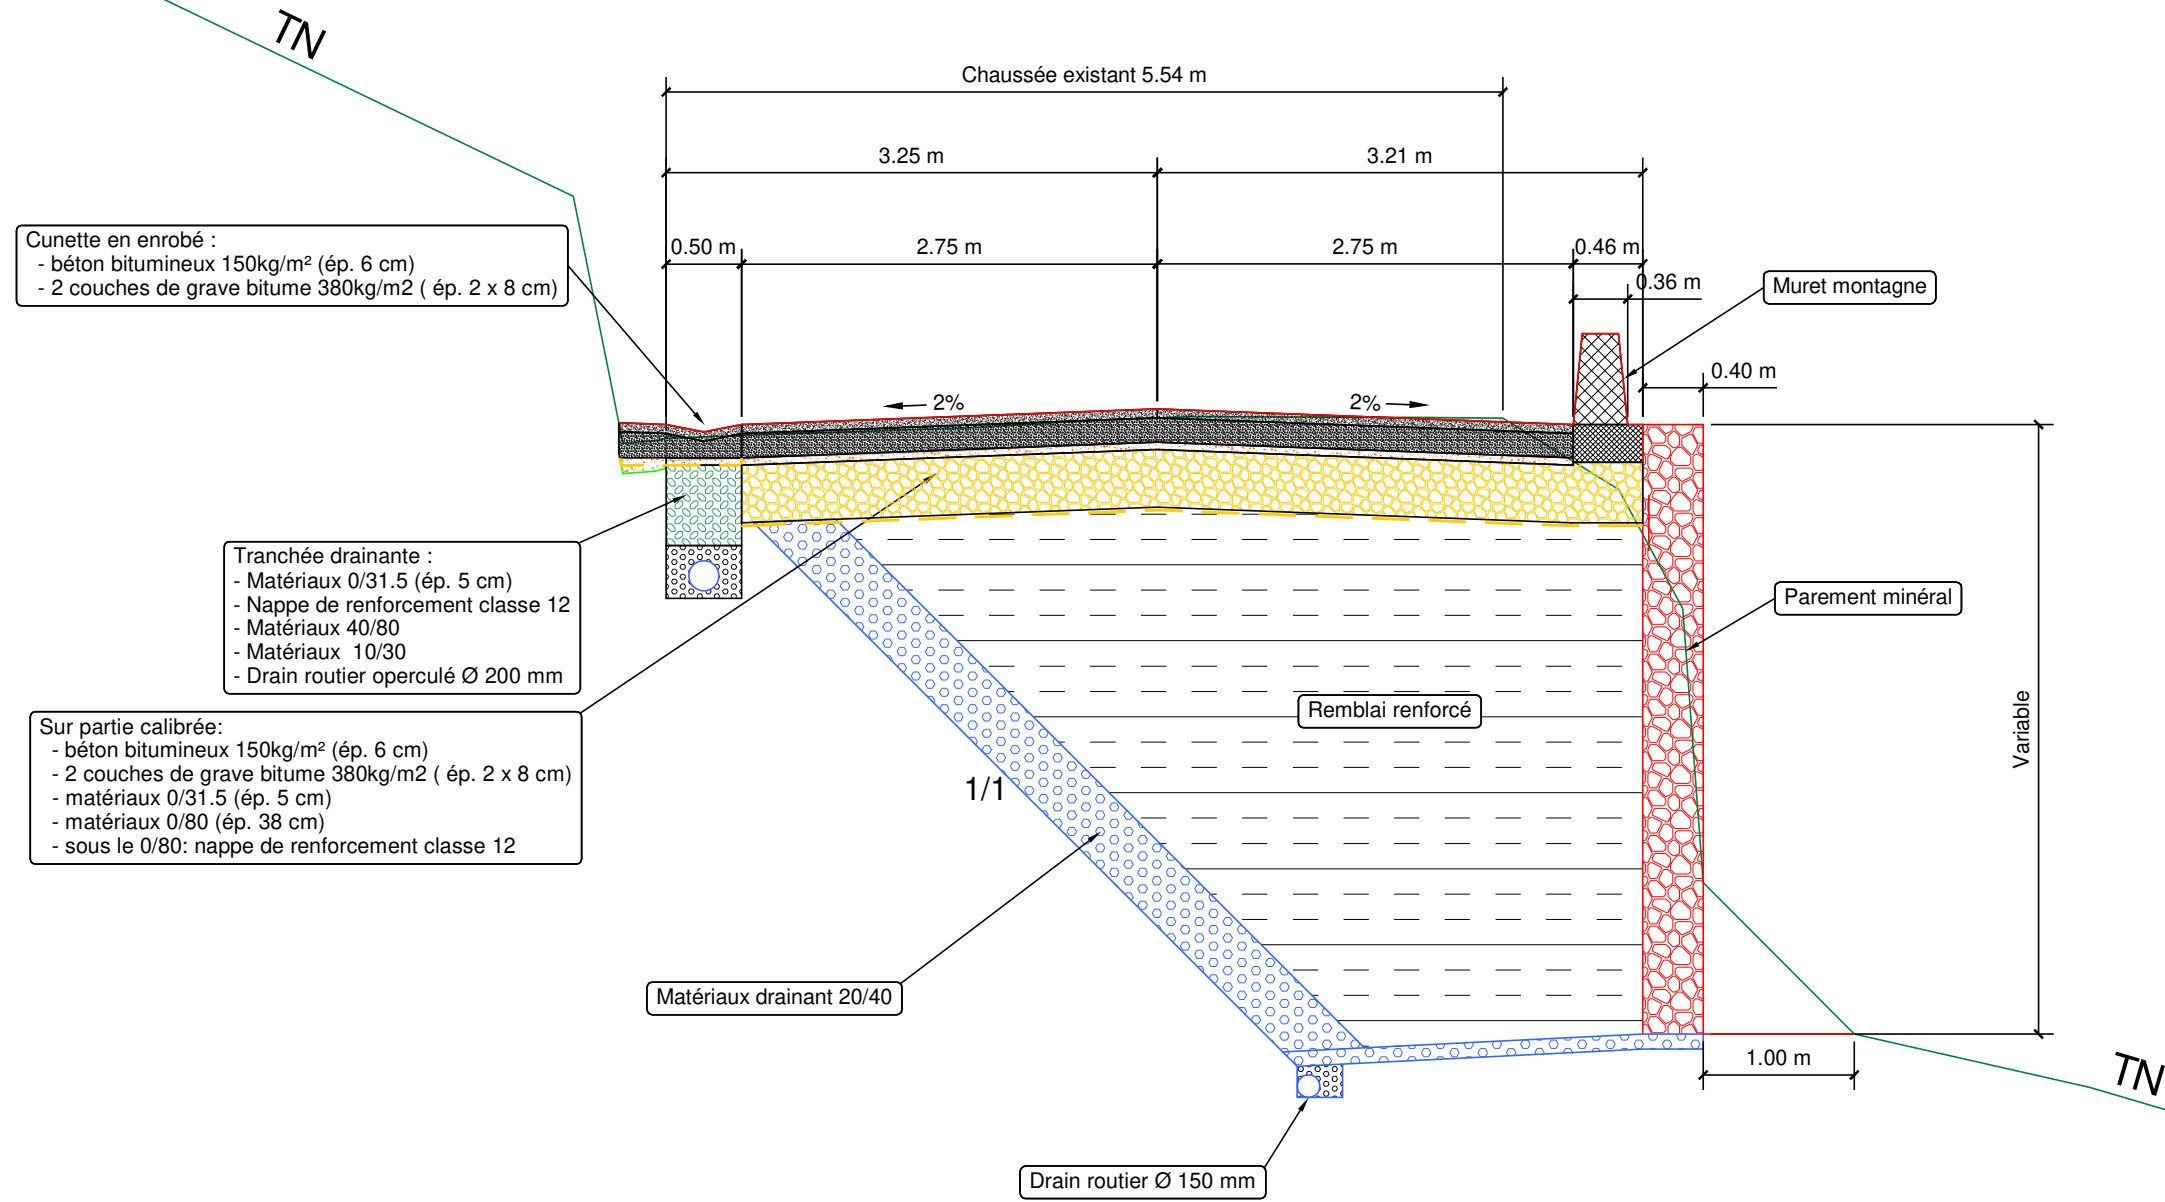 TN
Chaussée existant 5.54 m
3.25 m
3.21 m
0.50 m
2.75 m
2.75 m
0.46 m
0.36 m
Muret montagne
0.40 m
Cunette en enrobé :
- béton bitumineux 150kg/m² (ép. 6 cm)
- 2 couches de grave bitume 380kg/m2 ( ép. 2 x 8 cm)
2%
2%
Tranchée drainante :
- Matériaux 0/31.5 (ép. 5 cm)
- Nappe de renforcement classe 12
- Matériaux 40/80
- Matériaux  10/30
- Drain routier operculé Ø 200 mm
Parement minéral
Sur partie calibrée:
- béton bitumineux 150kg/m² (ép. 6 cm)
- 2 couches de grave bitume 380kg/m2 ( ép. 2 x 8 cm)
- matériaux 0/31.5 (ép. 5 cm)
- matériaux 0/80 (ép. 38 cm)
- sous le 0/80: nappe de renforcement classe 12
Remblai renforcé
Variable
1/1
Matériaux drainant 20/40
1.00 m
TN
Drain routier Ø 150 mm